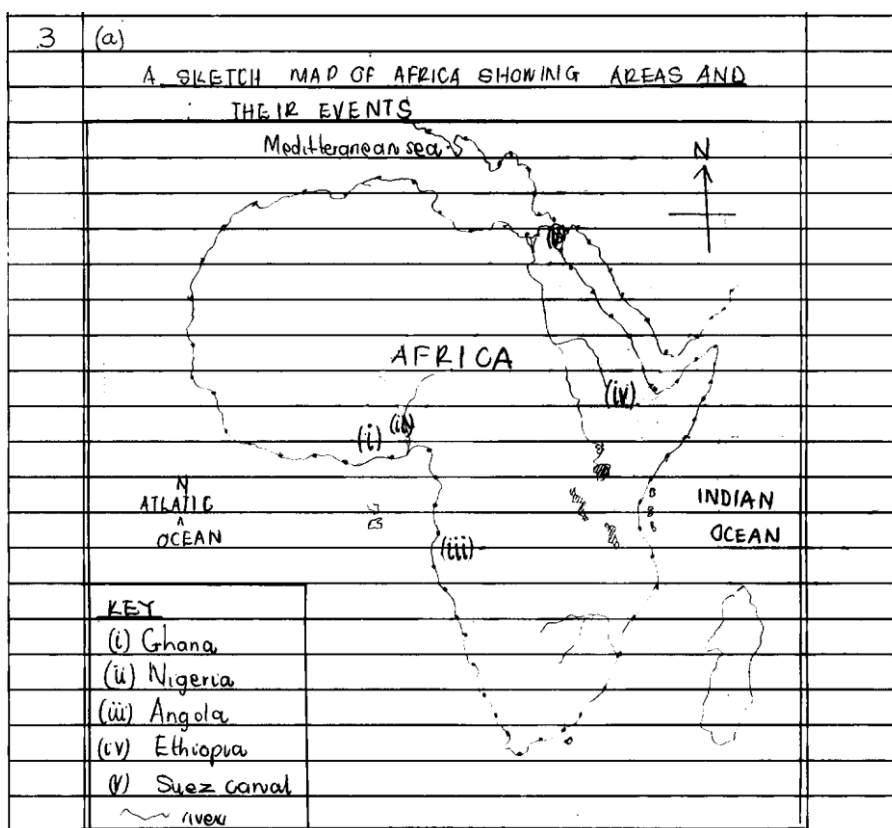 3 (a)
A SKETCH MAP OF AFRICA SHOWING AREAS AND
THEIR EVENTS
Mediterranean sea
N
(v)
AFRICA
(iv)
(i) (ii)
N
ATLATIC
^
OCEAN
INDIAN
OCEAN
(iii)
KEY
(i) Ghana
(ii) Nigeria
(iii) Angola
(iv) Ethiopia
(V) Suez canal
river